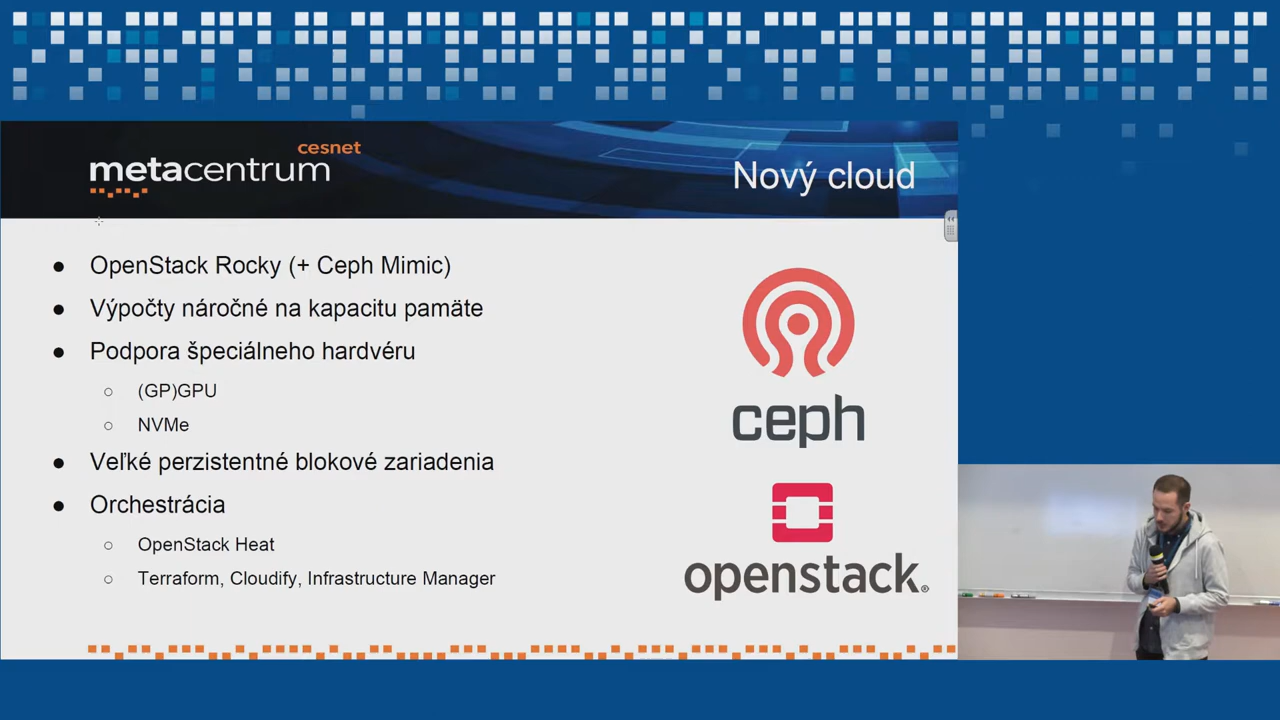 cesnet
metacentrum
Nový cloud
● OpenStack Rocky (+ Ceph Mimic)
● Výpočty náročné na kapacitu pamäte
● Podpora špeciálneho hardvéru
○ (GP)GPU
○ NVMe
● Veľké perzistentné blokové zariadenia
● Orchestrácia
○ OpenStack Heat
○ Terraform, Cloudify, Infrastructure Manager
ceph
openstack®